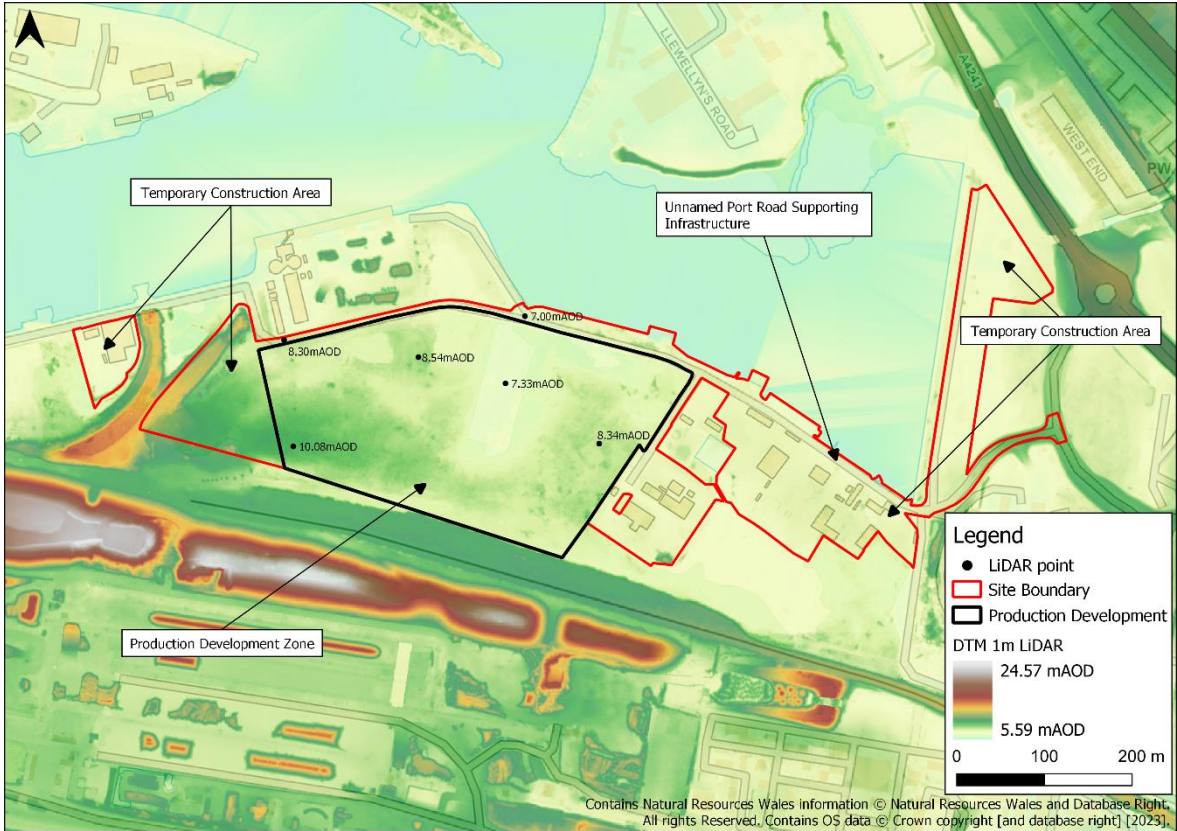 LLEWELLYN'S ROAD
A4241
WEST END
PW
Temporary Construction Area
Unnamed Port Road Supporting
Infrastructure
Temporary Construction Area
7.00mAOD
8.30mAOD
8.54mAOD
7.33mAOD
8.34mAOD
10.08mAOD
Production Development Zone
Legend
LiDAR point
Site Boundary
Production Development
DTM 1m LiDAR
24.57 mAOD
5.59 mAOD
0 100 200 m
Contains Natural Resources Wales information © Natural Resources Wales and Database Right.
All rights Reserved. Contains OS data © Crown copyright [and database right] [2023].